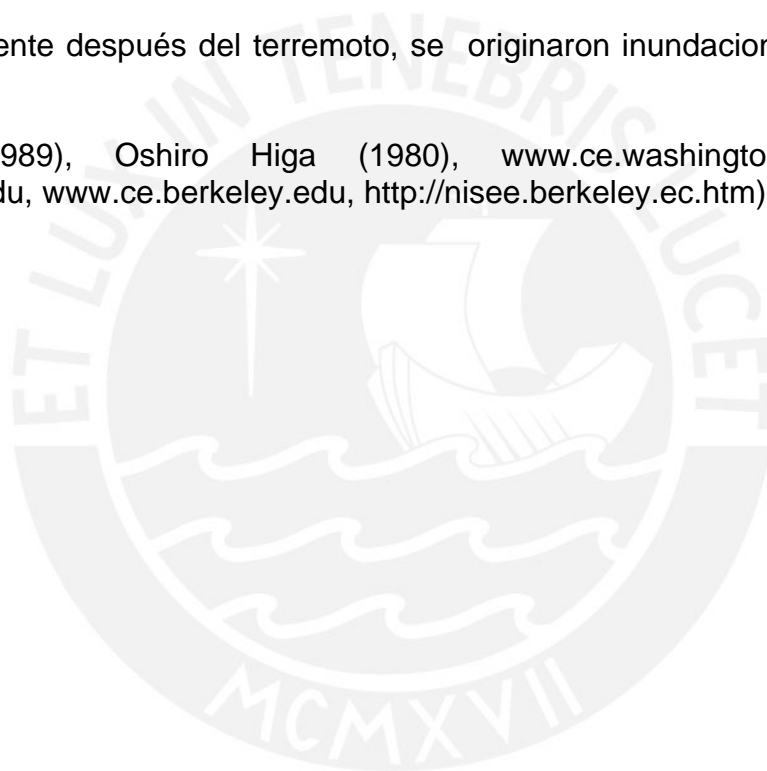 ente después del terremoto, se originaron inundacion
989), Oshiro Higa (1980), www.ce.washingto
du, www.ce.berkeley.edu, http://nisee.berkeley.ec.htm)
ET LUX IN TENEBRIS LUCET
MCMXVII